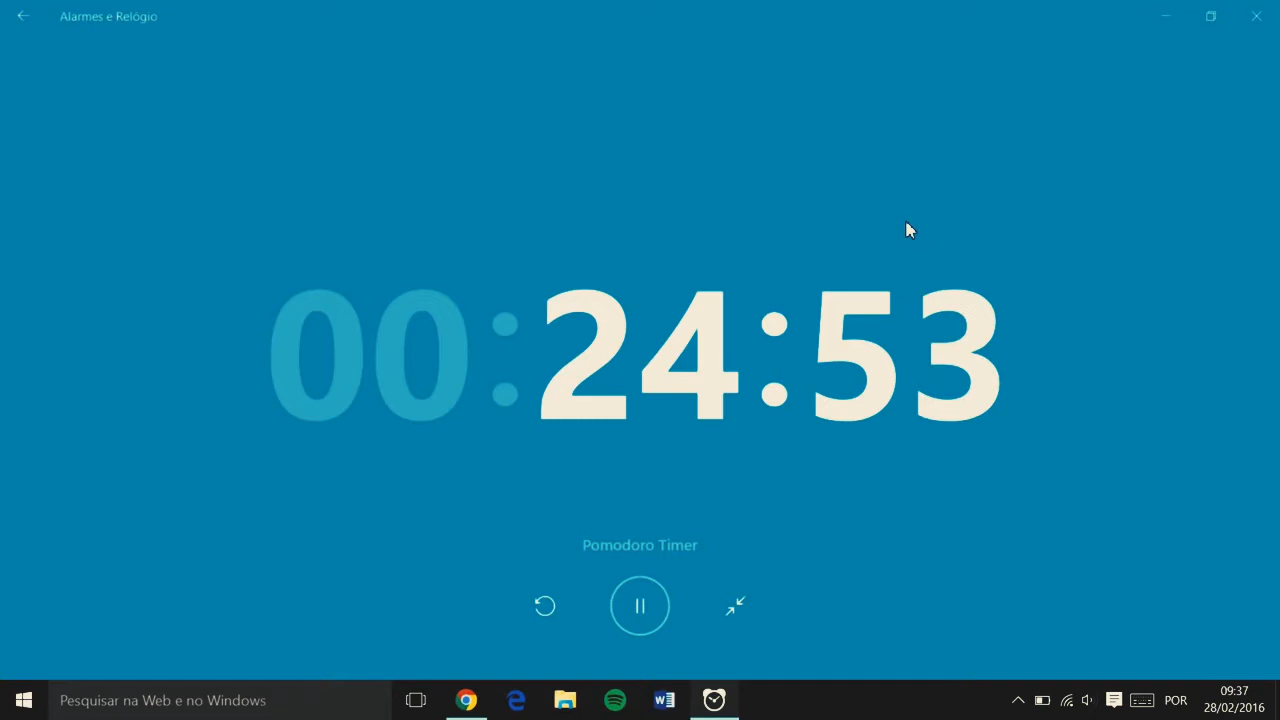 Alarmes e Relógio
00:24:53
Pomodoro Timer
Pesquisar na Web e no Windows
POR
09:37
28/02/2016